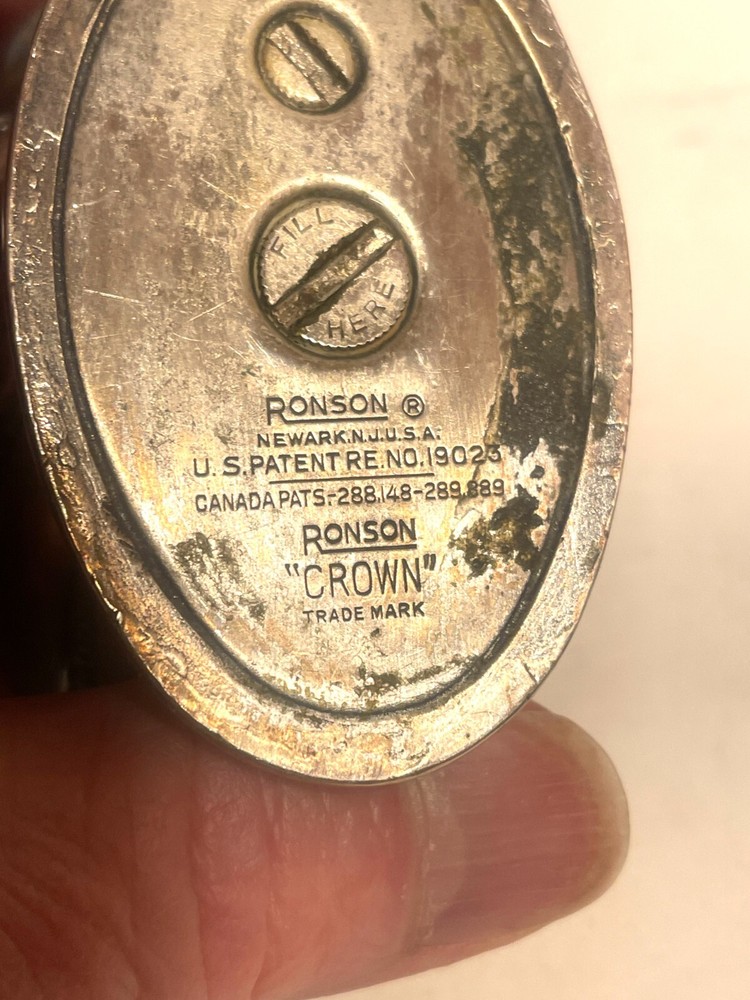 FILL
HERE
RONSON ®
NEWARK.N.J.U.S.A.
U.S.PATENT RE.NO.19023
CANADA PATS.-288,148-289,889
RONSON
"CROWN"
TRADE MARK